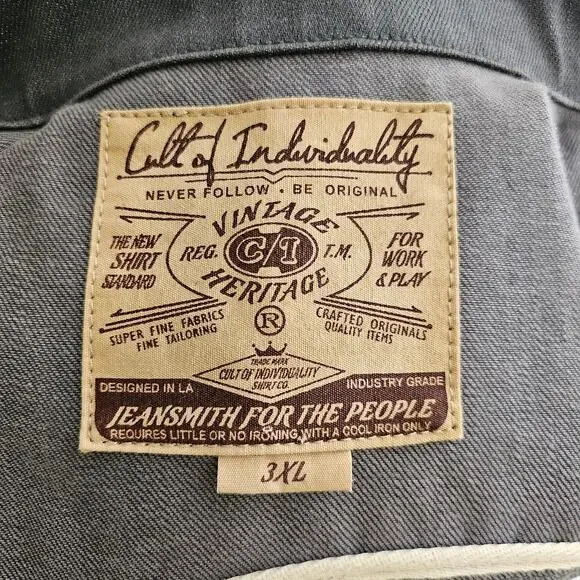 Cult of Individuality
NEVER FOLLOW · BE ORIGINAL
VINTAGE
THE NEW
SHIRT
STANDARD
REG. C/I T.M.
FOR
WORK
& PLAY
HERITAGE
SUPER FINE FABRICS
FINE TAILORING
®
CRAFTED ORIGINALS
QUALITY ITEMS
TRADE MARK
CULT OF INDIVIDUALITY
SHIRT CO.
DESIGNED IN LA
INDUSTRY GRADE
JEANSMITH FOR THE PEOPLE
REQUIRES LITTLE OR NO IRONING, WITH A COOL IRON ONLY
3XL